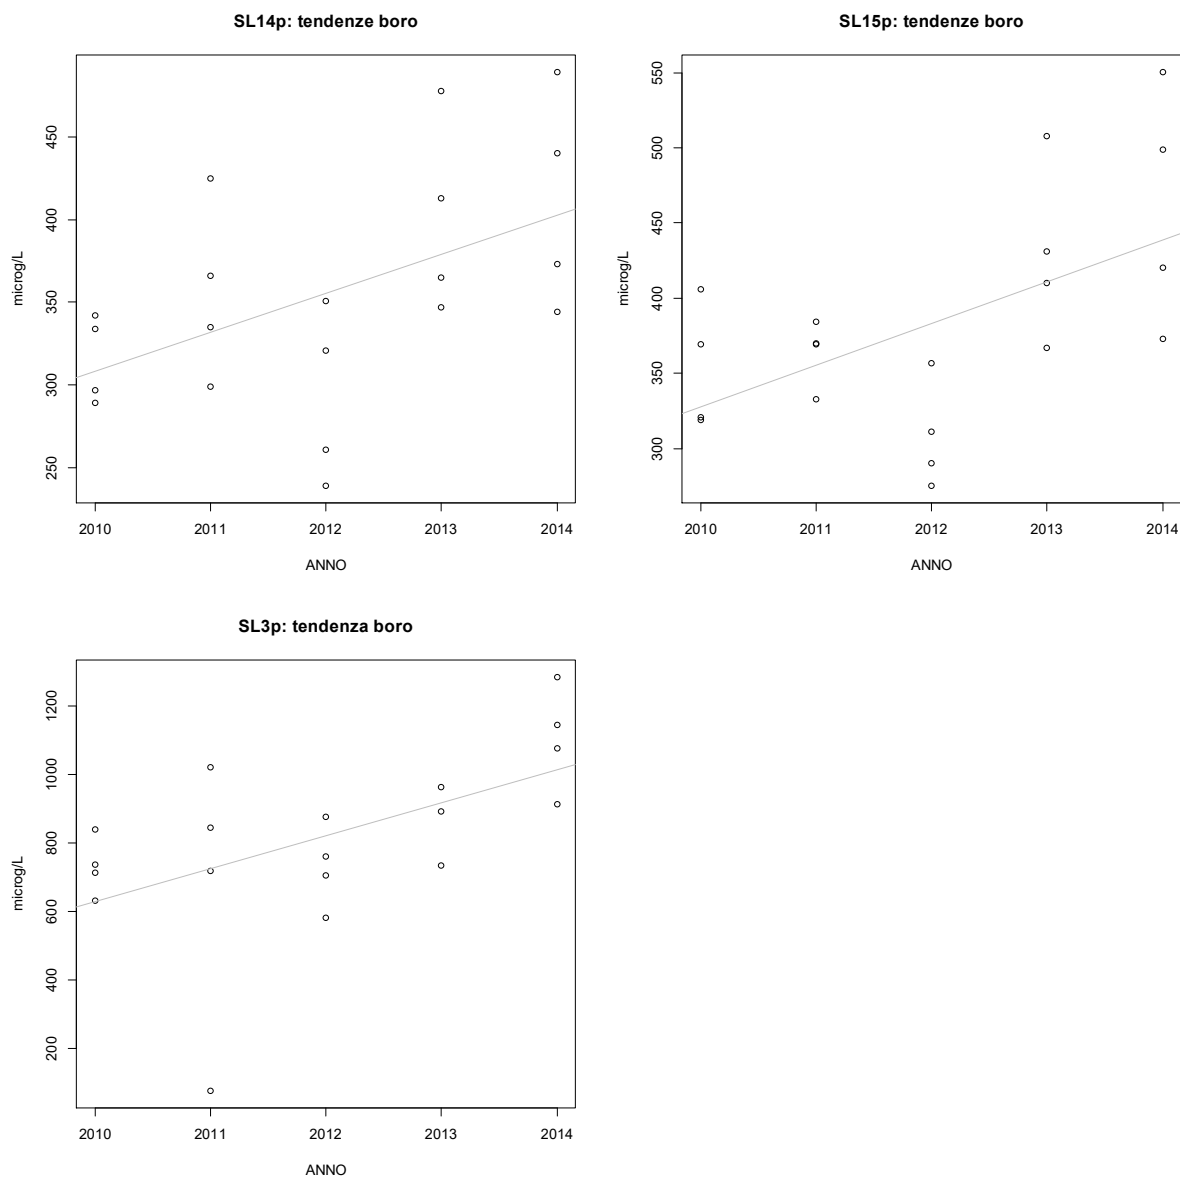 SL14p: tendenze boro
450
400
350
300
250
microg/L
2010 2011 2012 2013 2014
ANNO
SL15p: tendenze boro
550
500
450
400
350
300
microg/L
2010 2011 2012 2013 2014
ANNO
SL3p: tendenza boro
1200
1000
800
600
400
200
microg/L
2010 2011 2012 2013 2014
ANNO